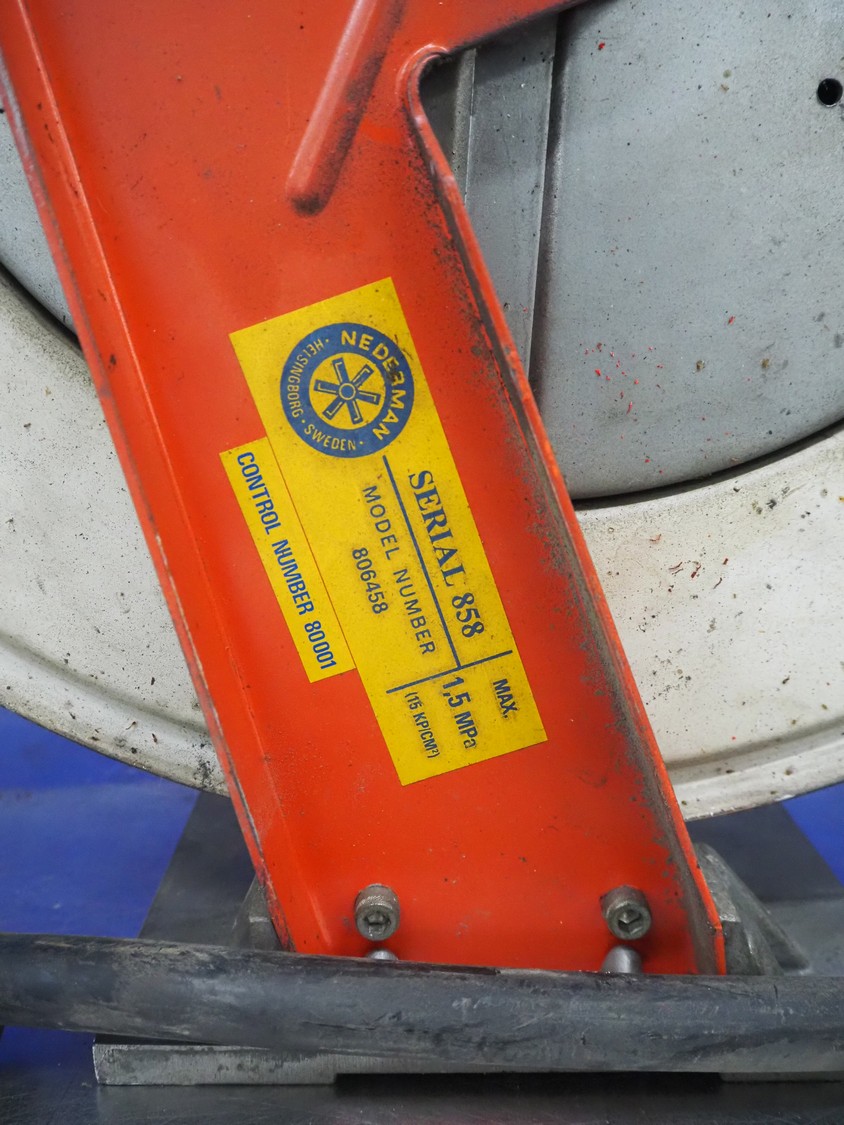 NEDERMAN
· HELSINGBORG · SWEDEN ·
SERIAL 858
MODEL NUMBER
806458
MAX.
1,5 MPa
(15 KP/CM²)
CONTROL NUMBER 80001